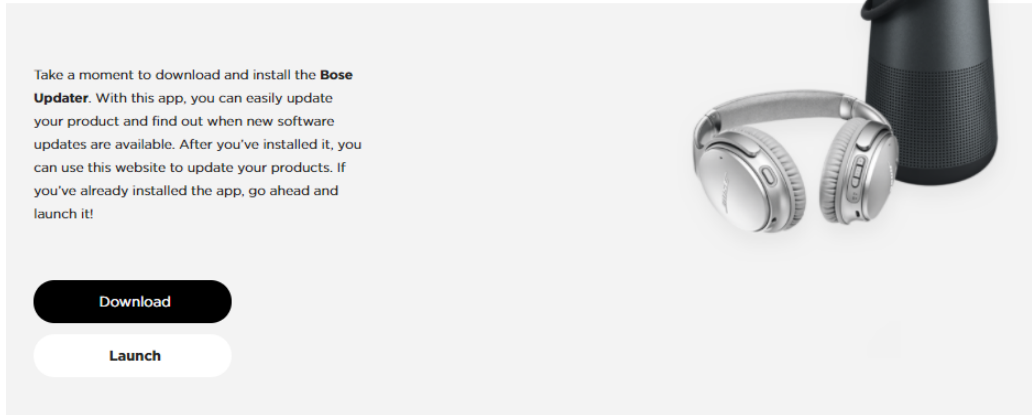 Take a moment to download and install the Bose
Updater. With this app, you can easily update
your product and find out when new software
updates are available. After you’ve installed it, you
can use this website to update your products. If
you’ve already installed the app, go ahead and
launch it!
Download
Launch